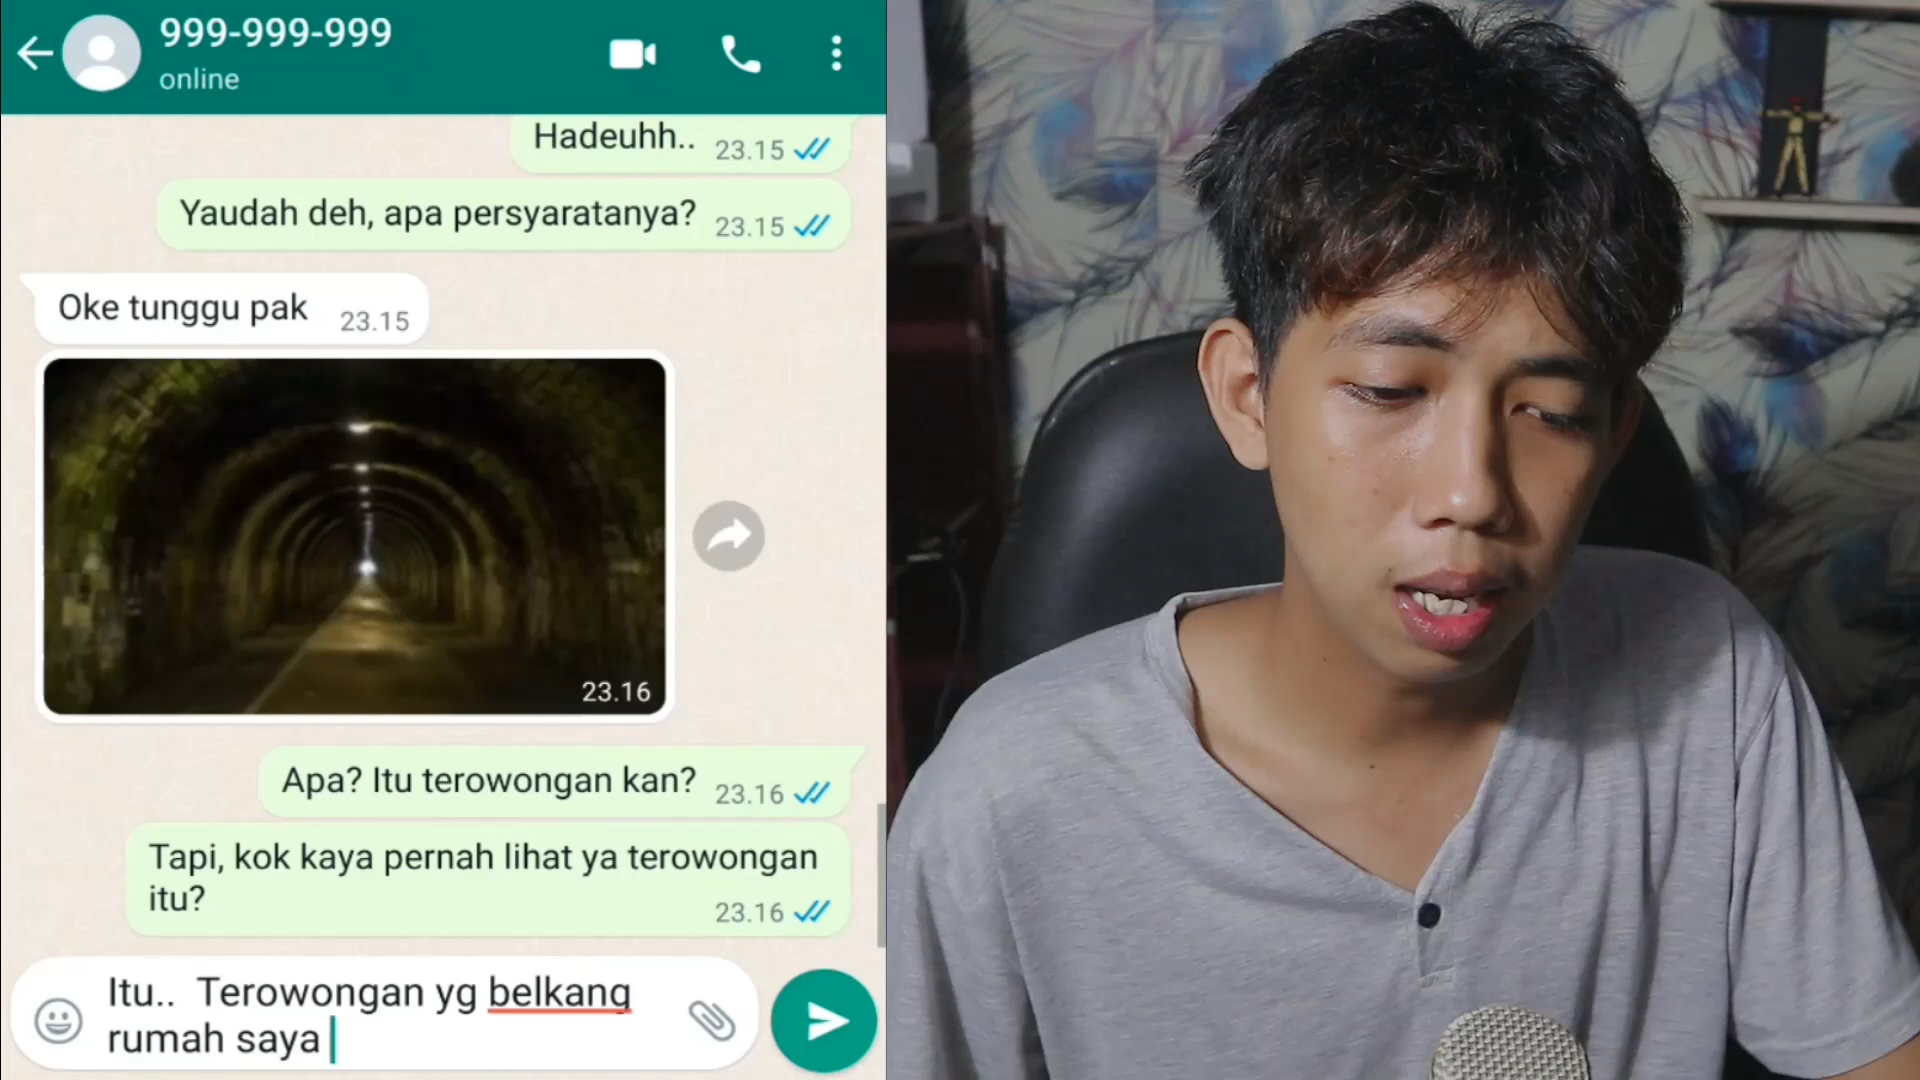 999-999-999
online
Hadeuhh.. 23.15
Yaudah deh, apa persyaratanya? 23.15
Oke tunggu pak 23.15
23.16
Apa? Itu terowongan kan? 23.16
Tapi, kok kaya pernah lihat ya terowongan
itu? 23.16
Itu..  Terowongan yg belkang
rumah saya